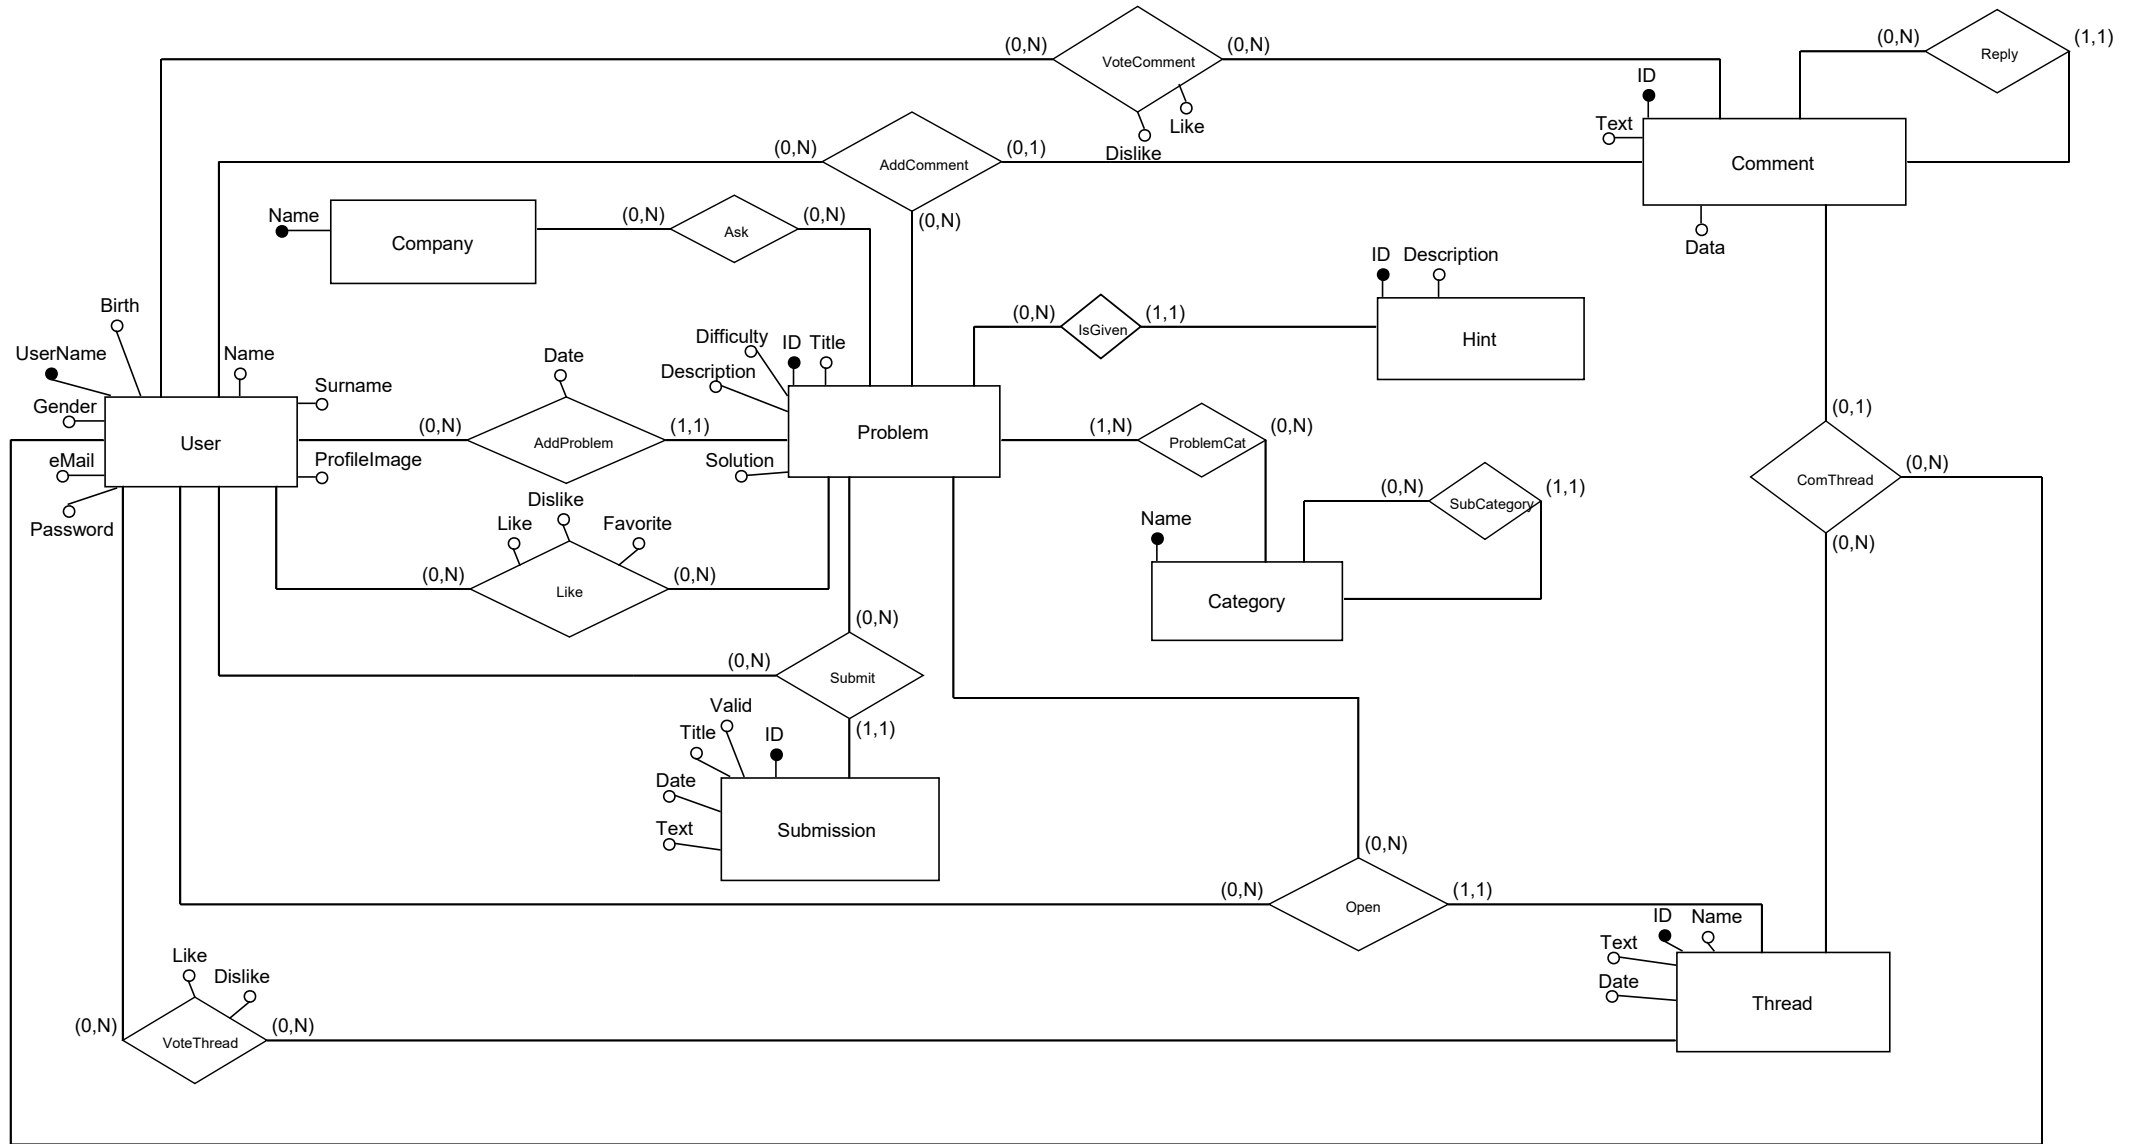 (0,N)
VoteComment
(0,N)
Like
Dislike
(0,N)
Reply
(1,1)
ID
Text
Comment
Data
(0,N)
AddComment
(0,1)
(0,N)
Name
Company
(0,N)
Ask
(0,N)
ID
Description
Hint
(0,N)
IsGiven
(1,1)
Birth
UserName
Name
Surname
Gender
User
eMail
ProfileImage
Password
Date
(0,N)
AddProblem
(1,1)
Difficulty
ID
Title
Description
Problem
Solution
(1,N)
ProblemCat
(0,N)
(0,N)
SubCategory
(1,1)
Name
Category
(0,1)
ComThread
(0,N)
(0,N)
Dislike
Like
Favorite
(0,N)
Like
(0,N)
(0,N)
(0,N)
Submit
(1,1)
Valid
Title
ID
Date
Text
Submission
(0,N)
(0,N)
Open
(1,1)
ID
Name
Text
Date
Thread
Like
Dislike
(0,N)
VoteThread
(0,N)